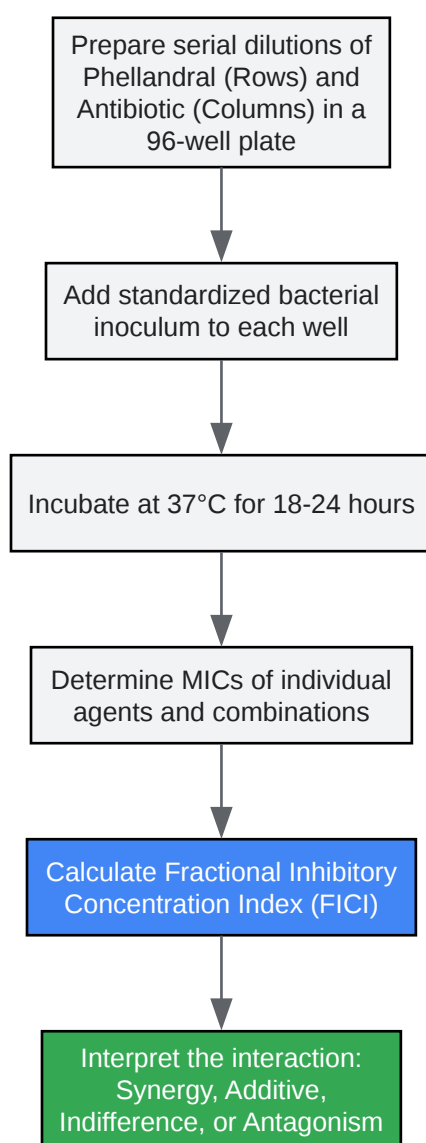 Prepare serial dilutions of
Phellandral (Rows) and
Antibiotic (Columns) in a
96-well plate
Add standardized bacterial
inoculum to each well
Incubate at 37°C for 18-24 hours
Determine MICs of individual
agents and combinations
Calculate Fractional Inhibitory
Concentration Index (FICI)
Interpret the interaction:
Synergy, Additive,
Indifference, or Antagonism